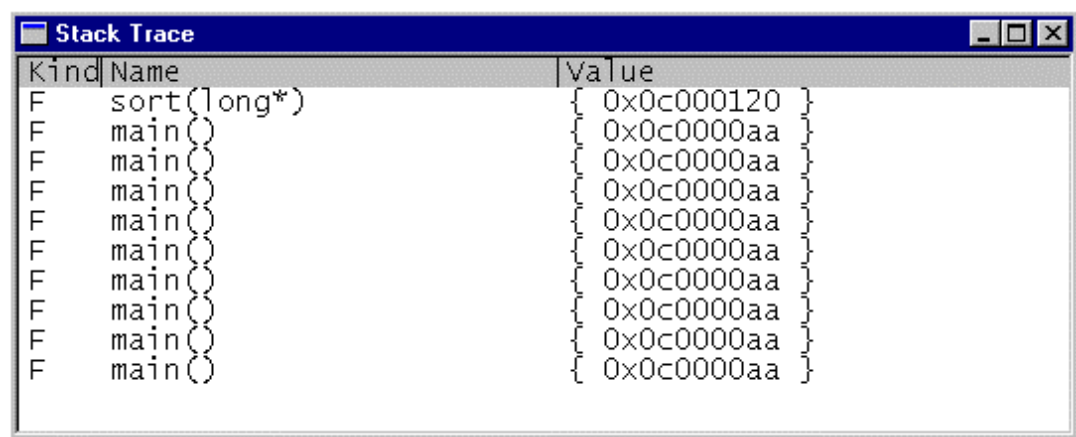 Stack Trace
Kind Name Value
F sort(long*) { 0x0c000120 }
F main() { 0x0c0000aa }
F main() { 0x0c0000aa }
F main() { 0x0c0000aa }
F main() { 0x0c0000aa }
F main() { 0x0c0000aa }
F main() { 0x0c0000aa }
F main() { 0x0c0000aa }
F main() { 0x0c0000aa }
F main() { 0x0c0000aa }